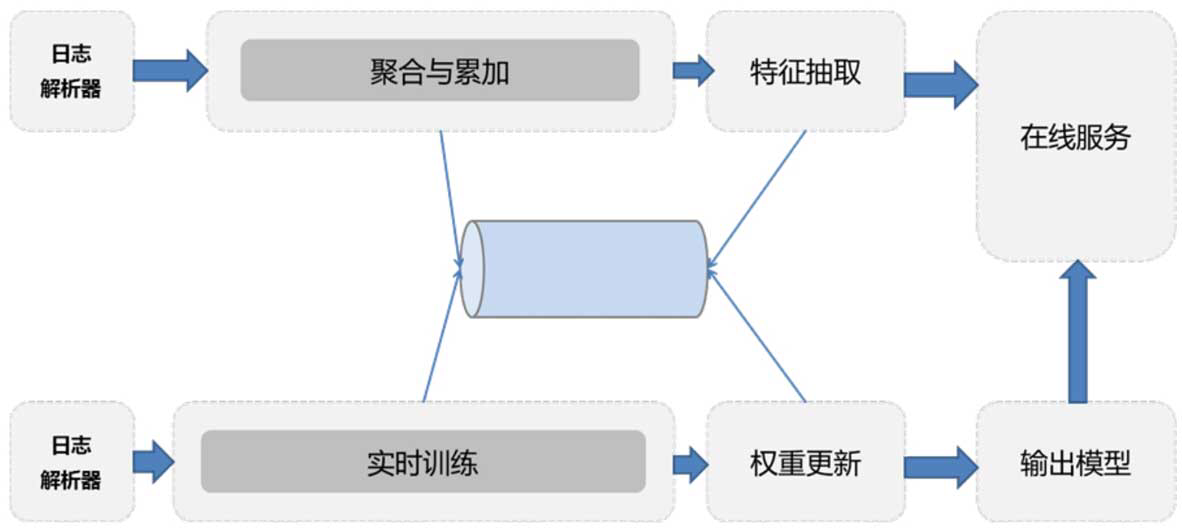 日志
解析器
聚合与累加
特征抽取
在线服务
日志
解析器
实时训练
权重更新
输出模型